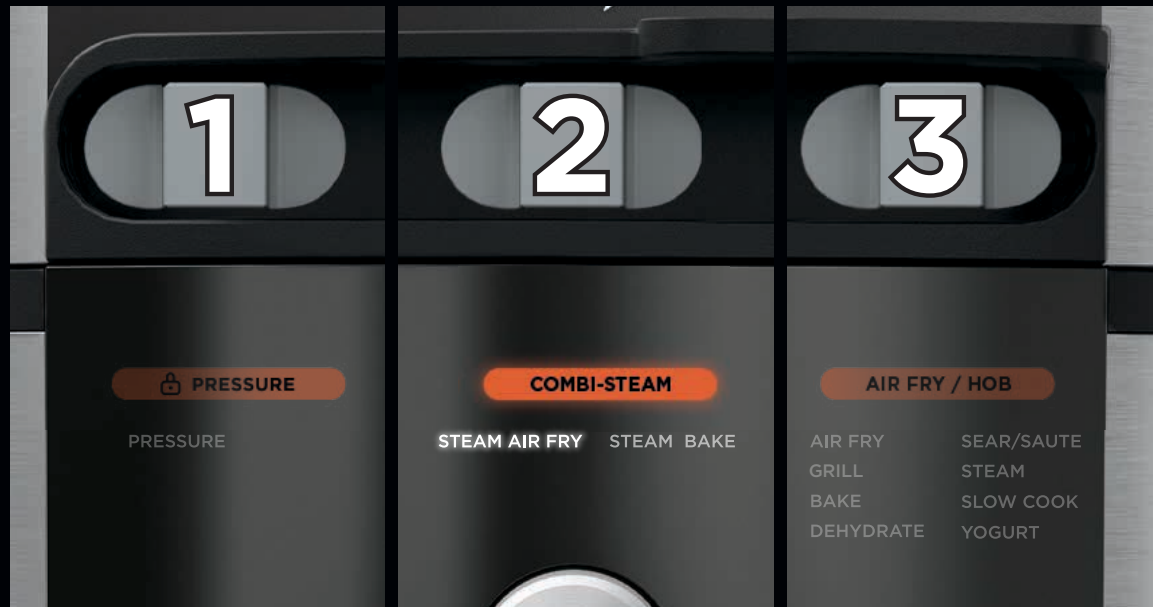 1
2
3
PRESSURE
COMBI-STEAM
AIR FRY / HOB
PRESSURE
STEAM AIR FRY
STEAM BAKE
AIR FRY
SEAR/SAUTE
GRILL
STEAM
BAKE
SLOW COOK
DEHYDRATE
YOGURT